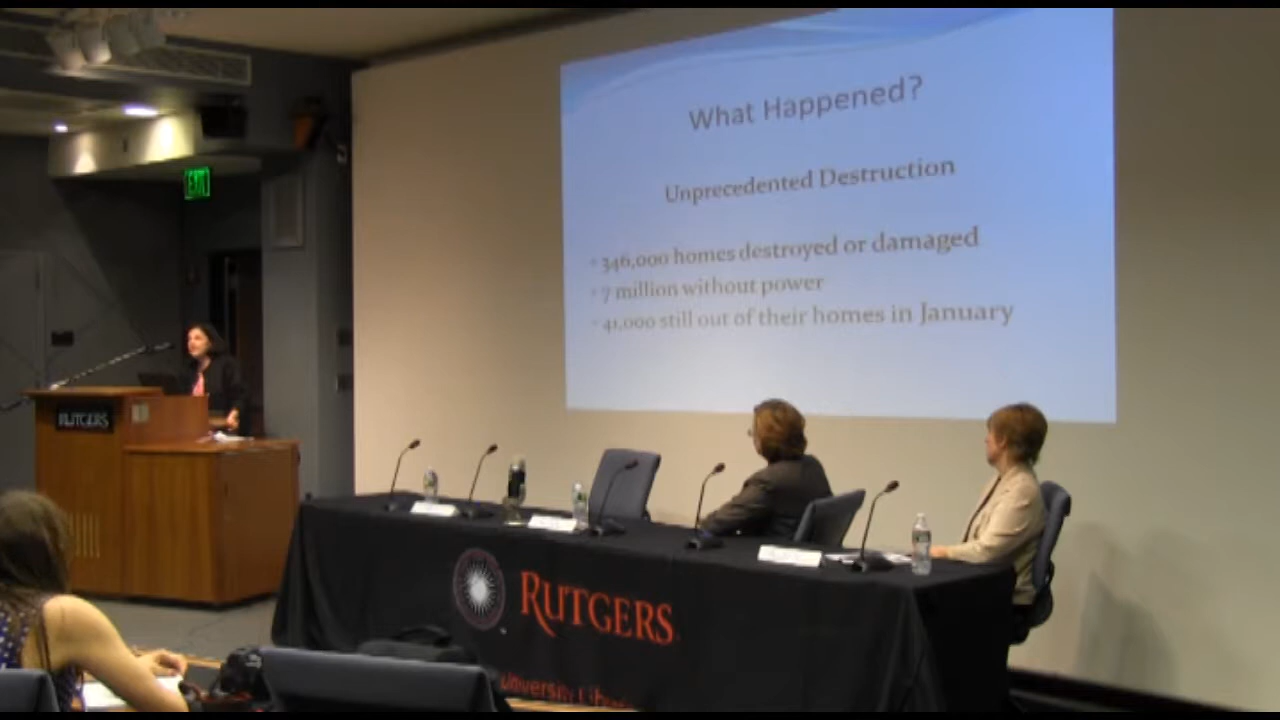 What Happened?
Unprecedented Destruction
346,000 homes destroyed or damaged
7 million without power
41,000 still out of their homes in January
EXIT
RUTGERS
RUTGERS
University